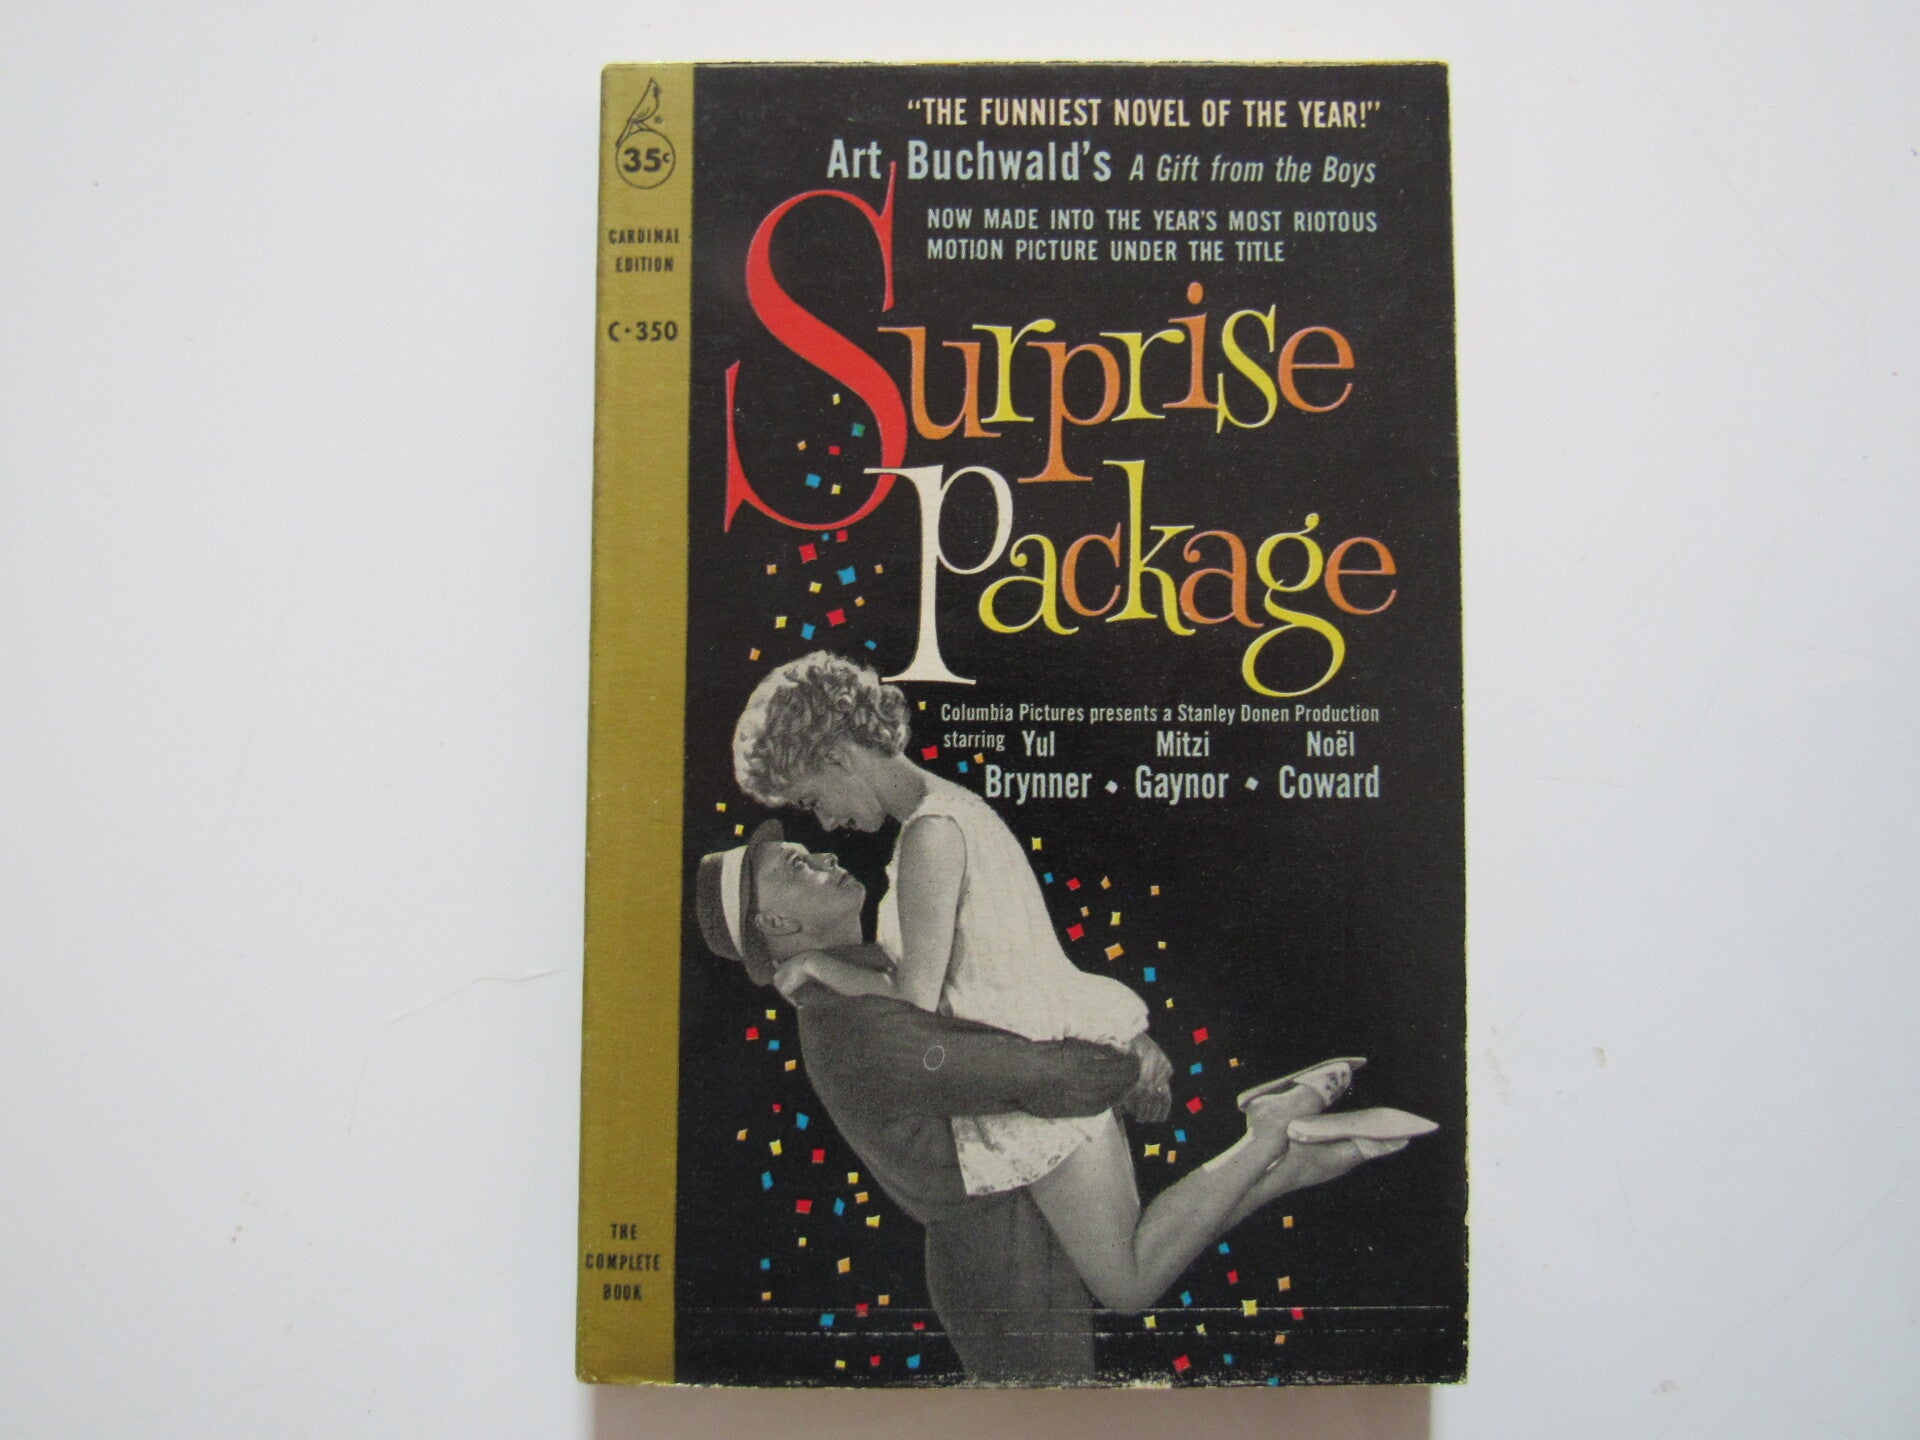 35¢
CARDINAL
EDITION
C·350
THE
COMPLETE
BOOK
"THE FUNNIEST NOVEL OF THE YEAR!"
Art Buchwald's A Gift from the Boys
NOW MADE INTO THE YEAR'S MOST RIOTOUS
MOTION PICTURE UNDER THE TITLE
Surprise
Package
Columbia Pictures presents a Stanley Donen Production
starring Yul Mitzi Noël
Brynner • Gaynor • Coward